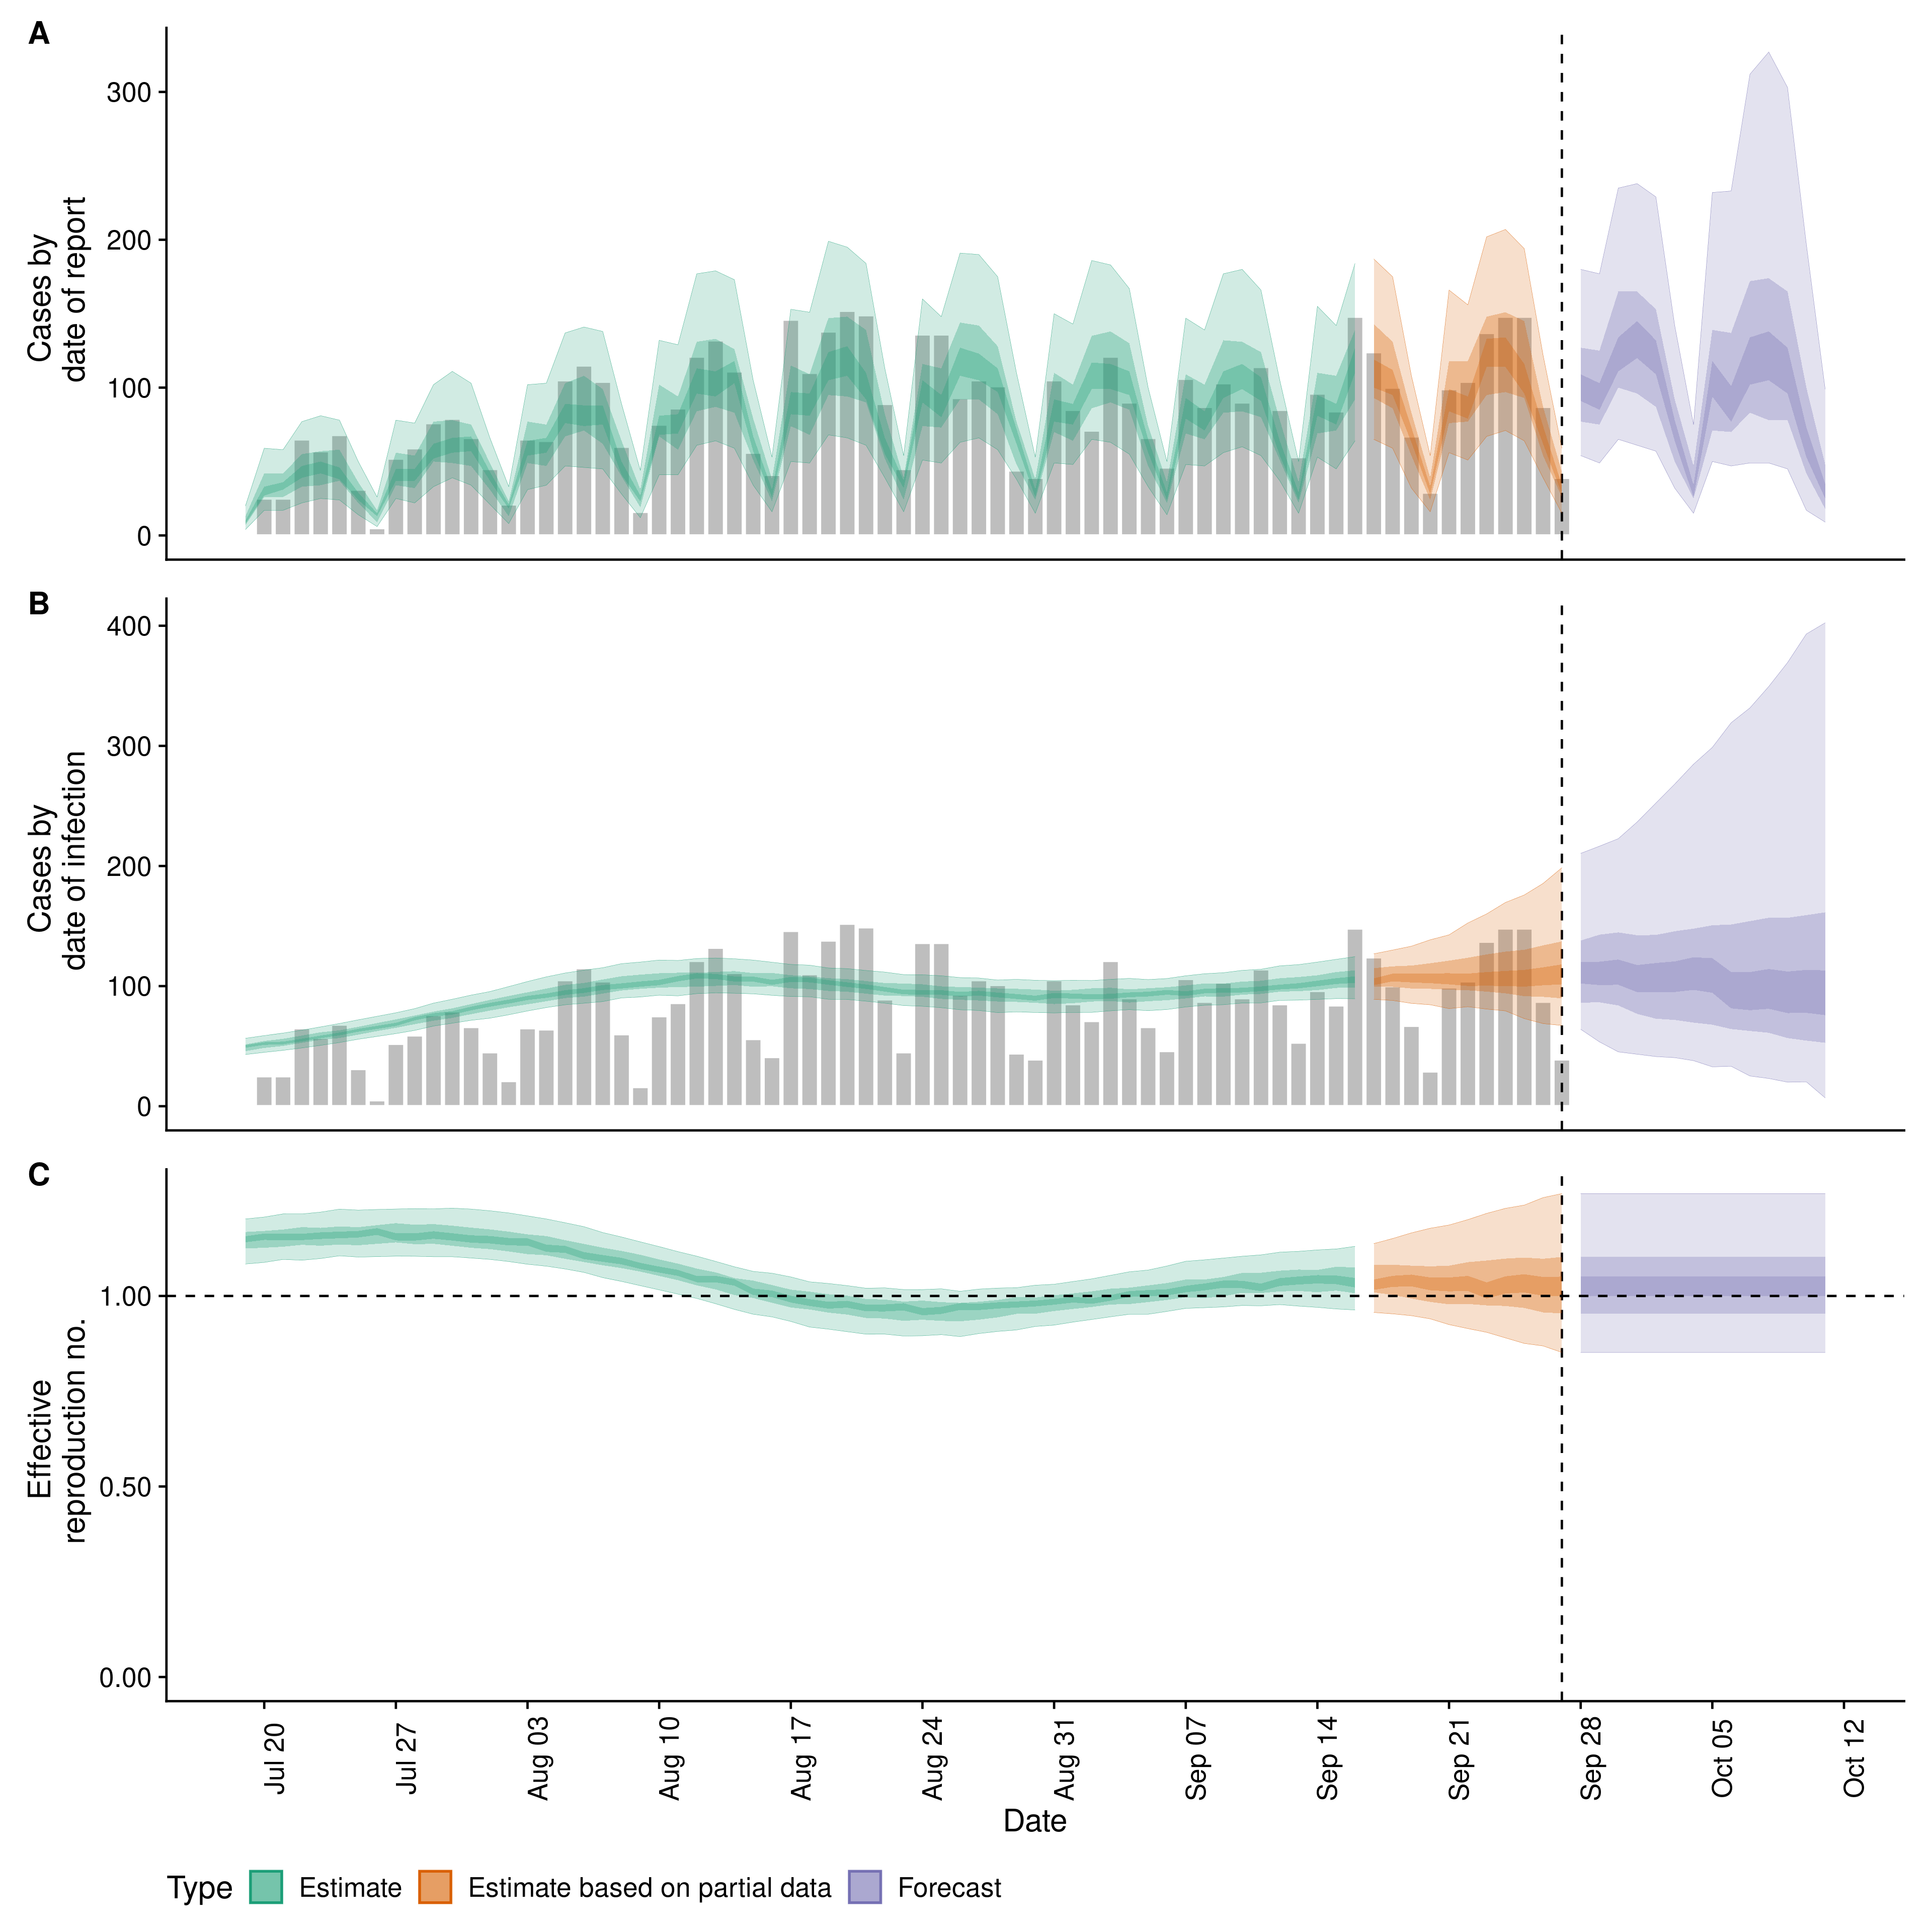 A
Cases by
date of report
300
200
100
0
B
Cases by
date of infection
400
300
200
100
0
C
Effective
reproduction no.
1.00
0.50
0.00
Jul 20
Jul 27
Aug 03
Aug 10
Aug 17
Aug 24
Aug 31
Sep 07
Sep 14
Sep 21
Sep 28
Oct 05
Oct 12
Date
Type
Estimate
Estimate based on partial data
Forecast